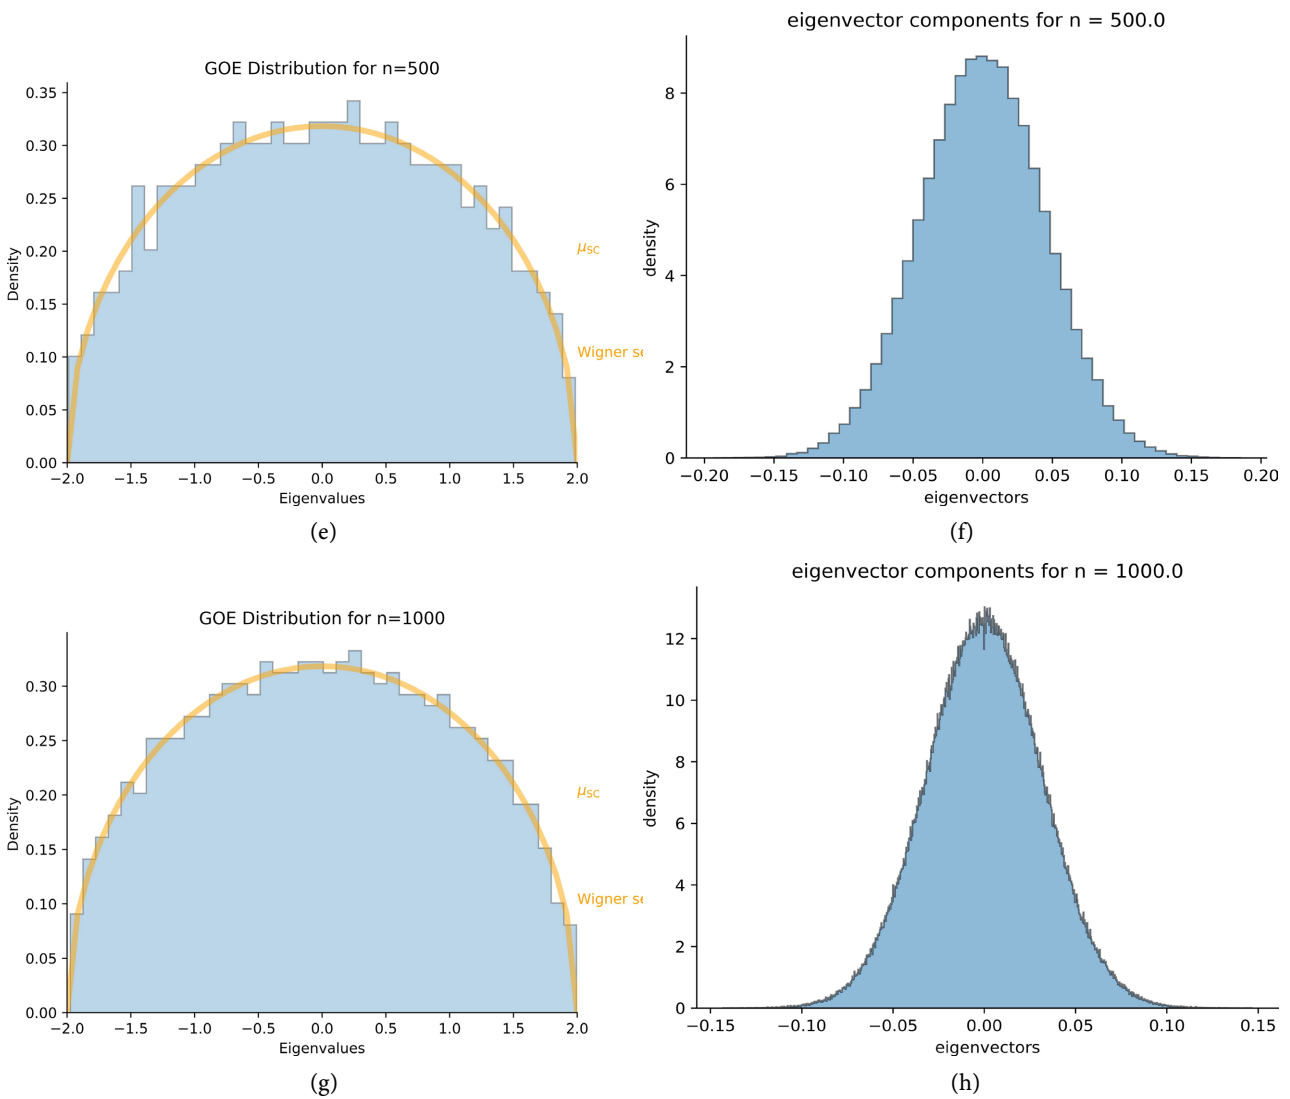 GOE Distribution for n=500
0.35
0.30
0.25
0.20
0.15
0.10
0.05
0.00
Density
μSC
Wigner se
−2.0 −1.5 −1.0 −0.5 0.0 0.5 1.0 1.5 2.0
Eigenvalues
(e)
eigenvector components for n = 500.0
8
6
4
2
0
density
−0.20 −0.15 −0.10 −0.05 0.00 0.05 0.10 0.15 0.20
eigenvectors
(f)
GOE Distribution for n=1000
0.30
0.25
0.20
0.15
0.10
0.05
0.00
Density
μSC
Wigner se
−2.0 −1.5 −1.0 −0.5 0.0 0.5 1.0 1.5 2.0
Eigenvalues
(g)
eigenvector components for n = 1000.0
12
10
8
6
4
2
0
density
−0.15 −0.10 −0.05 0.00 0.05 0.10 0.15
eigenvectors
(h)